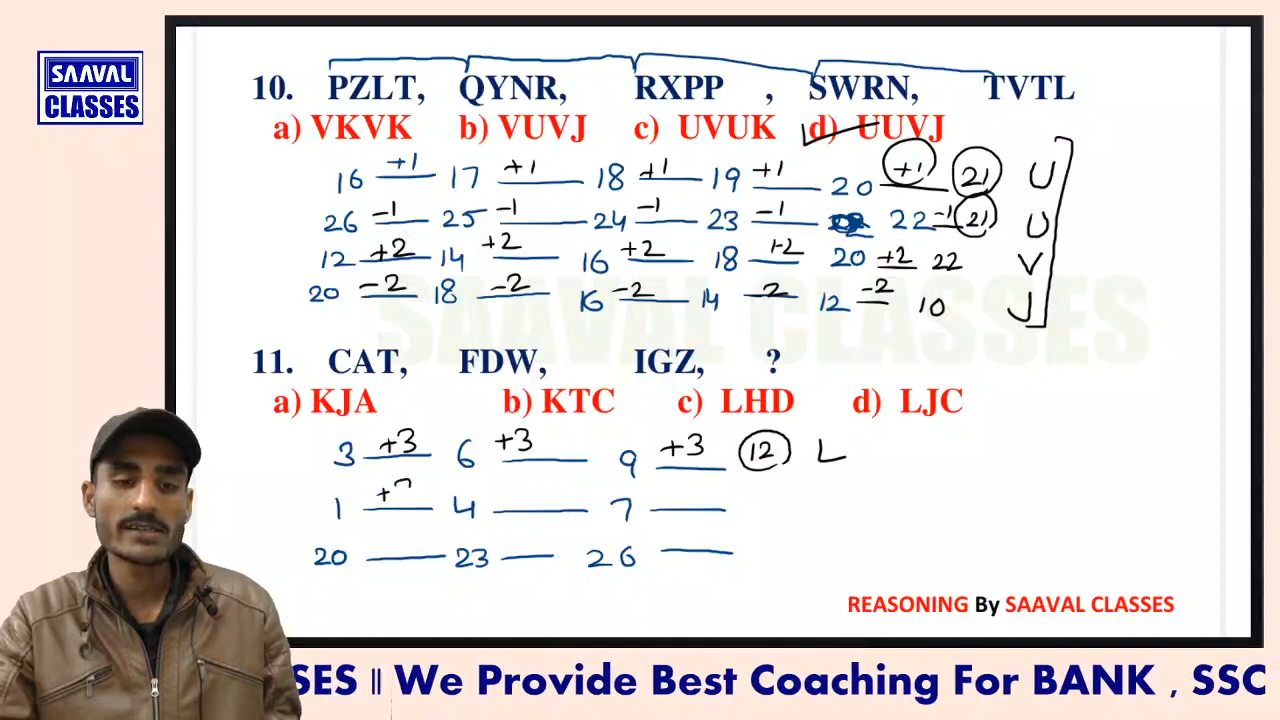 SAAVAL
CLASSES
10. PZLT, QYNR, RXPP , SWRN, TVTL
a) VKVK b) VUVJ c) UVUK d) UUVJ
16 +1 17 +1 18 +1 19 +1 20 +1 21 U
26 -1 25 -1 24 -1 23 -1 22 -1 21 U
12 +2 14 +2 16 +2 18 +2 20 +2 22 V
20 -2 18 -2 16 -2 14 -2 12 -2 10 J
SAAVAL CLASSES
11. CAT, FDW, IGZ, ?
a) KJA b) KTC c) LHD d) LJC
3 +3 6 +3 9 +3 12 L
1 4 7
20 23 26
REASONING By SAAVAL CLASSES
SSES || We Provide Best Coaching For BANK , SSC